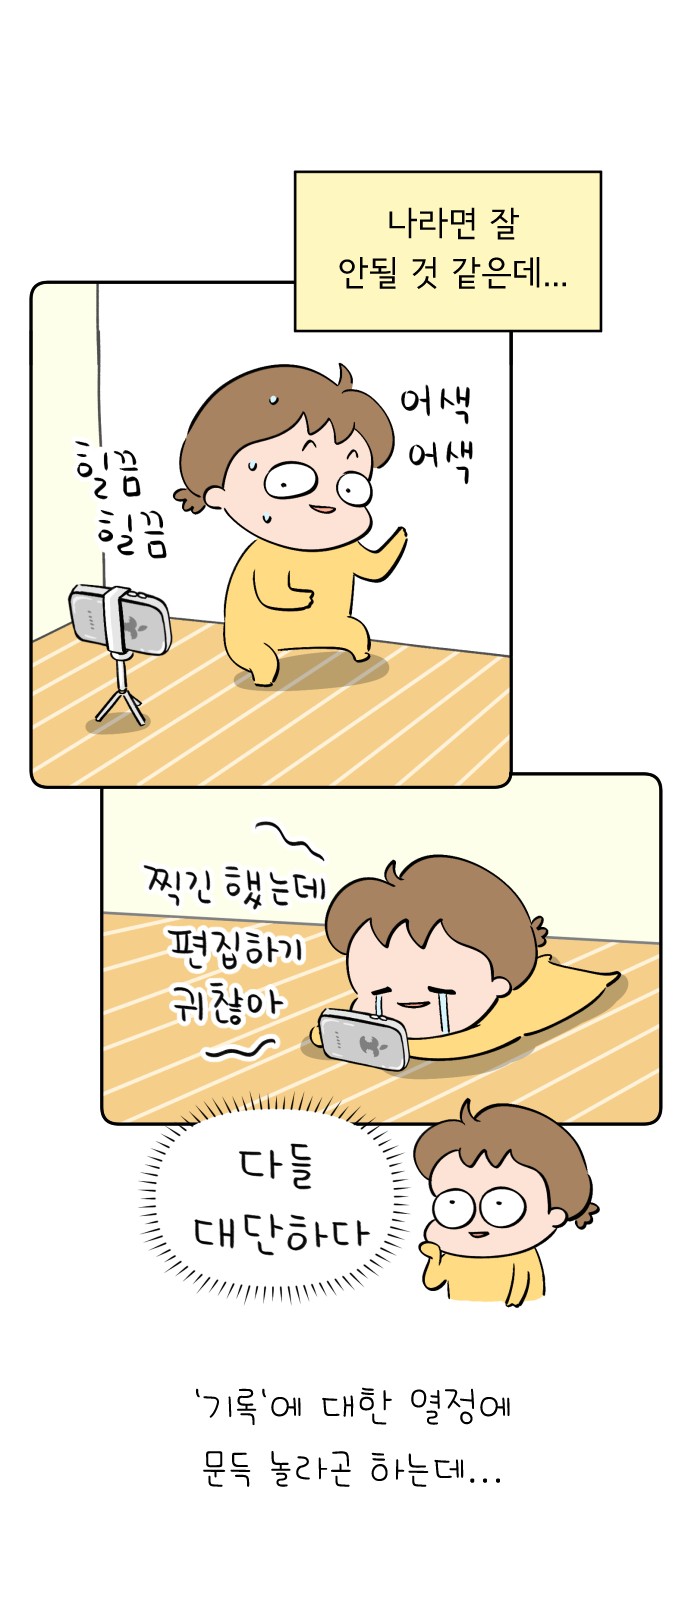 나라면 잘
안될 것 같은데...
어색
어색
힐끔
힐끔
찍긴 했는데
편집하기
귀찮아
다들
대단하다
'기록'에 대한 열정에
문득 놀라곤 하는데...